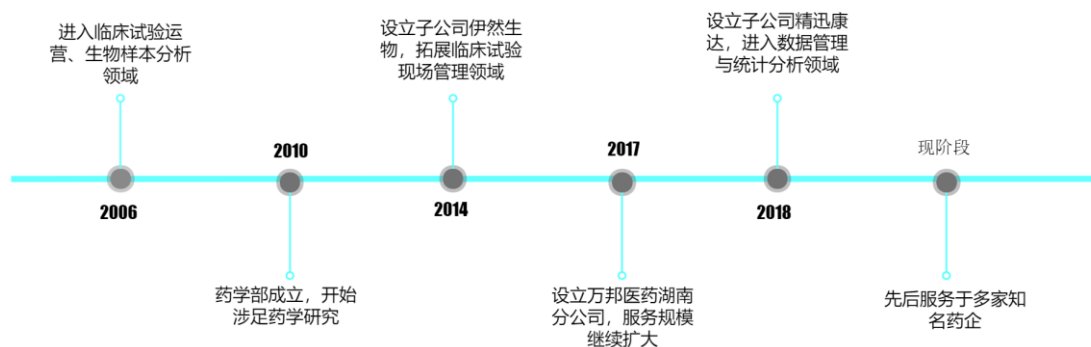 进入临床试验运
营、生物样本分析
领域
2006
2010
药学部成立，开始
涉足药学研究
设立子公司伊然生
物，拓展临床试验
现场管理领域
2014
2017
设立万邦医药湖南
分公司，服务规模
继续扩大
设立子公司精迅康
达，进入数据管理
与统计分析领域
2018
现阶段
先后服务于多家知
名药企